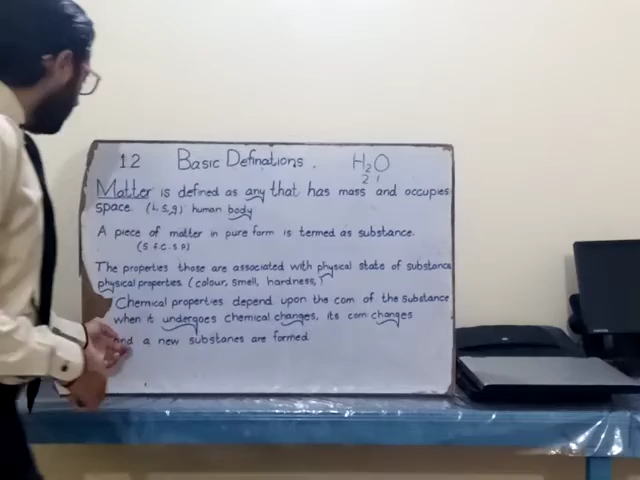 1.2 Basic Definations. H₂O
2 1
Matter is defined as any that has mass and occupies
space. (L, S, g) human body
A piece of matter in pure form is termed as substance.
(S. F. C. S. P)
The properties those are associated with physical state of substance
physical properties. (colour, smell, hardness,)
Chemical properties depend upon the com of the substance
when it undergoes chemical changes, its com changes
and a new substanes are formed